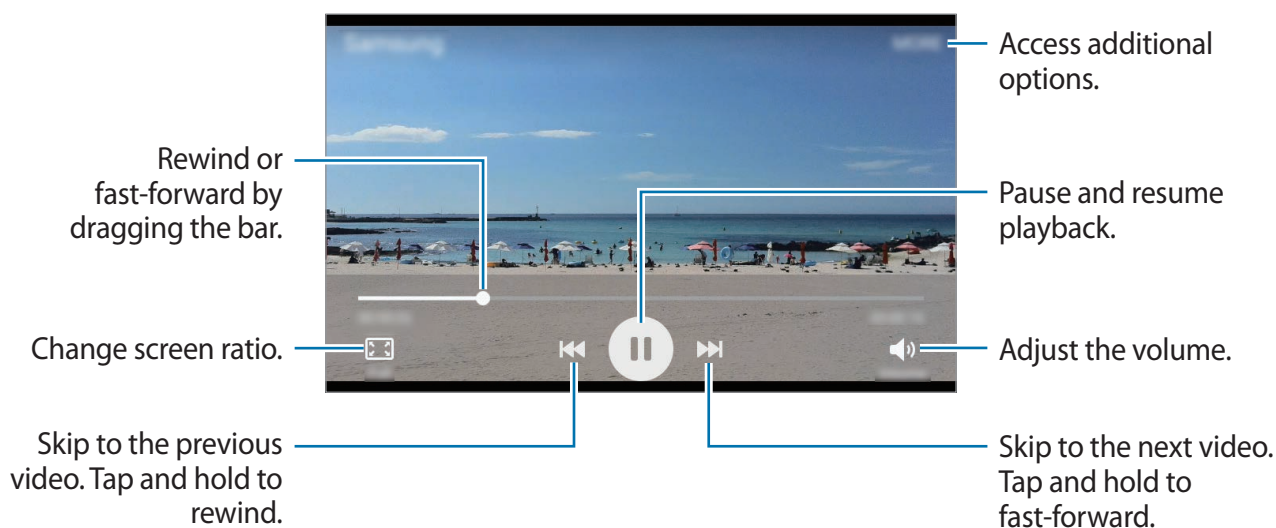 Access additional
options.
Rewind or
fast-forward by
dragging the bar.
Pause and resume
playback.
Change screen ratio.
Adjust the volume.
Skip to the previous
video. Tap and hold to
rewind.
Skip to the next video.
Tap and hold to
fast-forward.